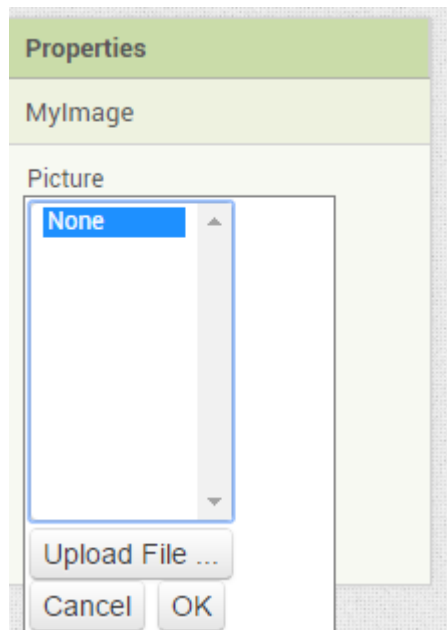 Properties
MyImage
Picture
None
Upload File ...
Cancel OK